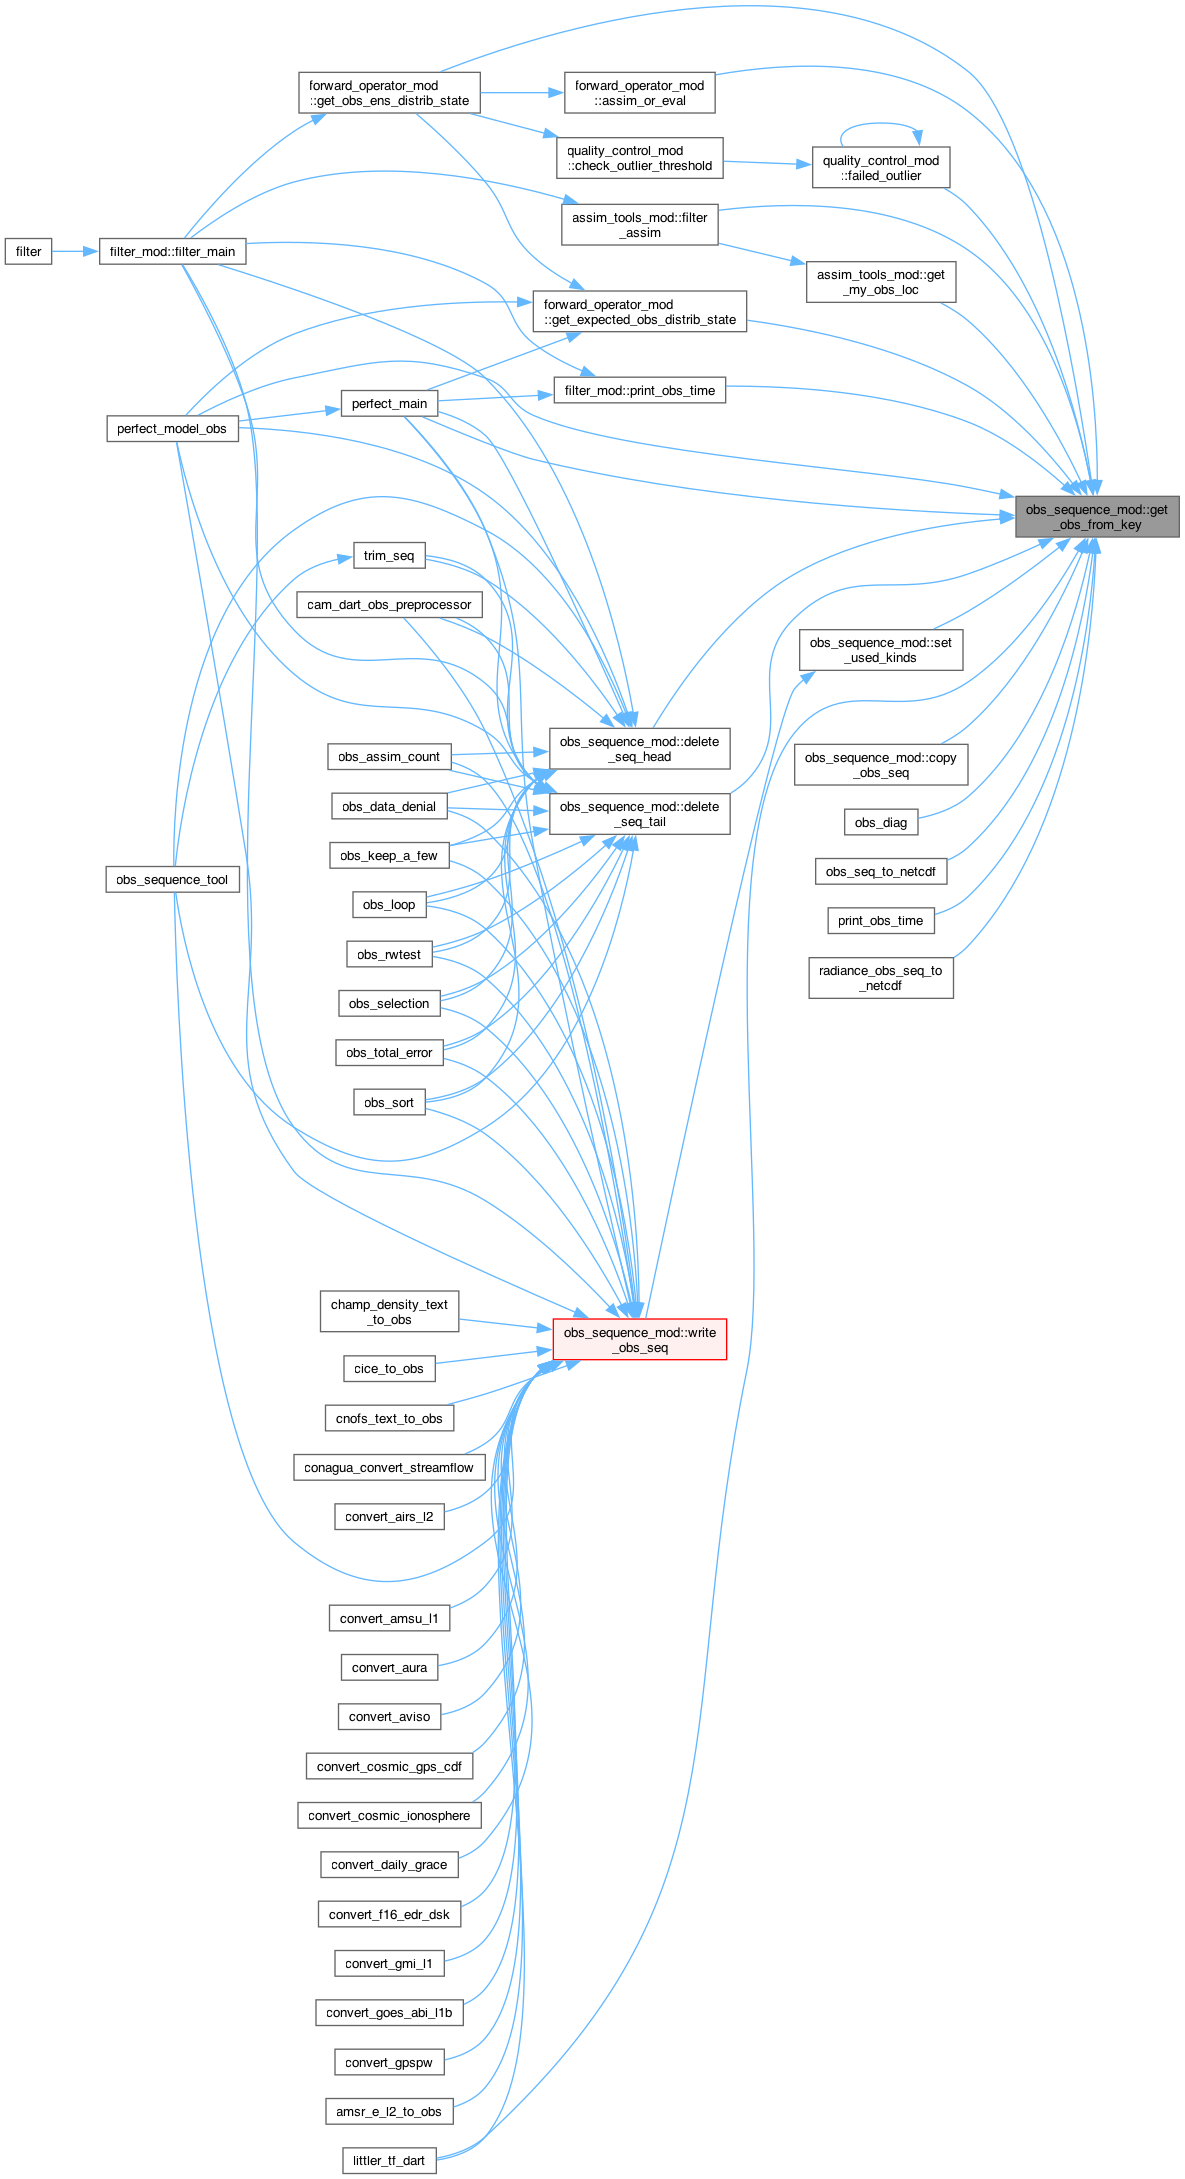 forward_operator_mod
::get_obs_ens_distrib_state
forward_operator_mod
::assim_or_eval
quality_control_mod
::check_outlier_threshold
quality_control_mod
::failed_outlier
assim_tools_mod::filter
_assim
filter
filter_mod::filter_main
assim_tools_mod::get
_my_obs_loc
forward_operator_mod
::get_expected_obs_distrib_state
filter_mod::print_obs_time
perfect_main
perfect_model_obs
obs_sequence_mod::get
_obs_from_key
trim_seq
cam_dart_obs_preprocessor
obs_sequence_mod::set
_used_kinds
obs_sequence_mod::delete
_seq_head
obs_assim_count
obs_sequence_mod::copy
_obs_seq
obs_data_denial
obs_sequence_mod::delete
_seq_tail
obs_diag
obs_keep_a_few
obs_seq_to_netcdf
obs_sequence_tool
obs_loop
print_obs_time
obs_rwtest
radiance_obs_seq_to
_netcdf
obs_selection
obs_total_error
obs_sort
champ_density_text
_to_obs
obs_sequence_mod::write
_obs_seq
cice_to_obs
cnofs_text_to_obs
conagua_convert_streamflow
convert_airs_l2
convert_amsu_l1
convert_aura
convert_aviso
convert_cosmic_gps_cdf
convert_cosmic_ionosphere
convert_daily_grace
convert_f16_edr_dsk
convert_gmi_l1
convert_goes_abi_l1b
convert_gpspw
amsr_e_l2_to_obs
littler_tf_dart